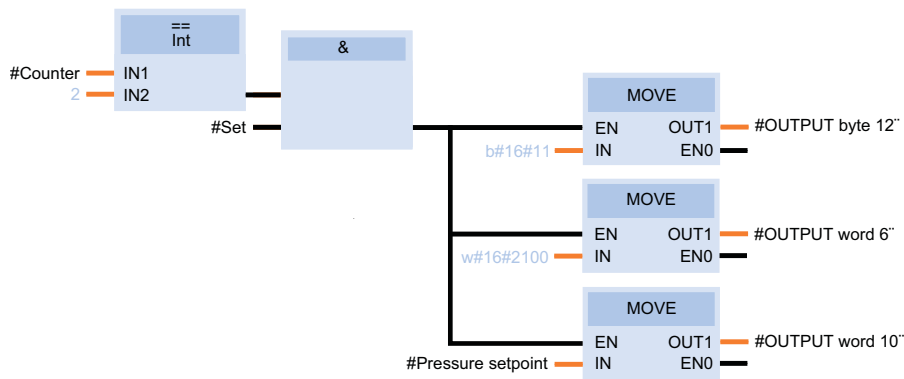 ==
Int
#Counter IN1
2 IN2
&
#Set
MOVE
EN OUT1 #OUTPUT byte 12¨
b#16#11 IN EN0
MOVE
EN OUT1 #OUTPUT word 6¨
w#16#2100 IN EN0
MOVE
EN OUT1 #OUTPUT word 10¨
#Pressure setpoint IN EN0